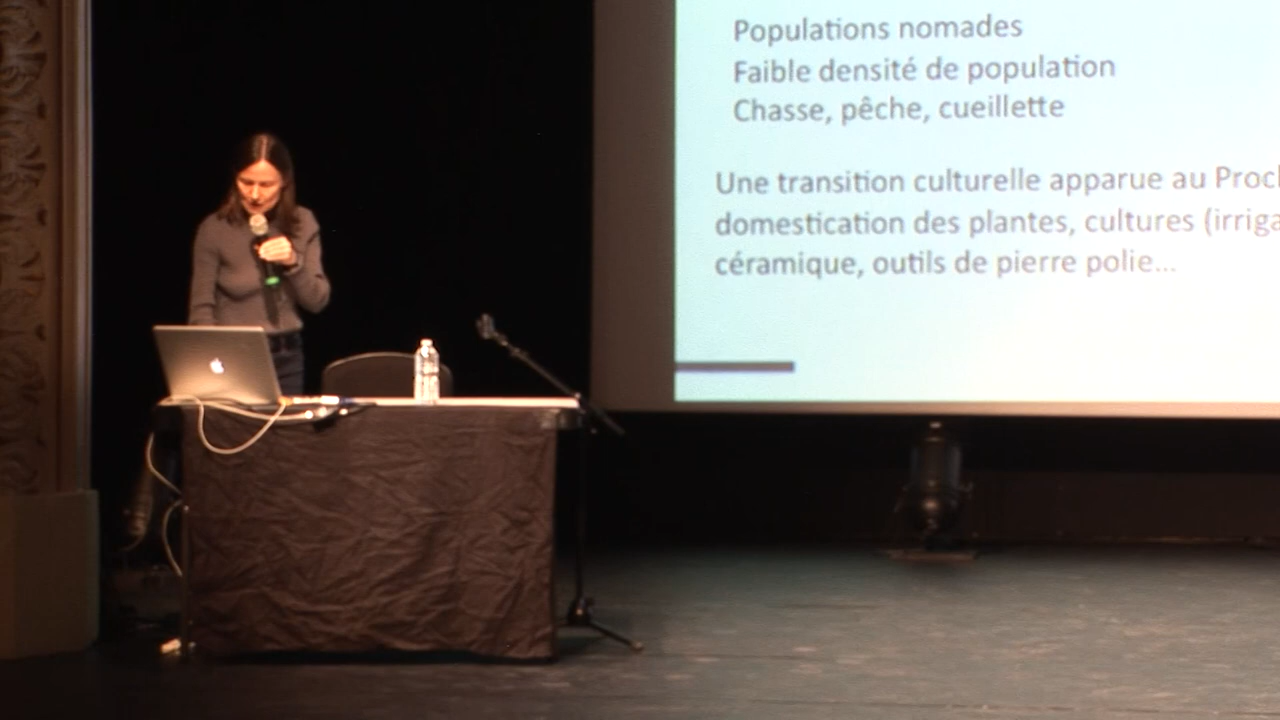 Populations nomades
Faible densité de population
Chasse, pêche, cueillette
Une transition culturelle apparue au
domestication des plantes, cultures
céramique, outils de pierre polie...